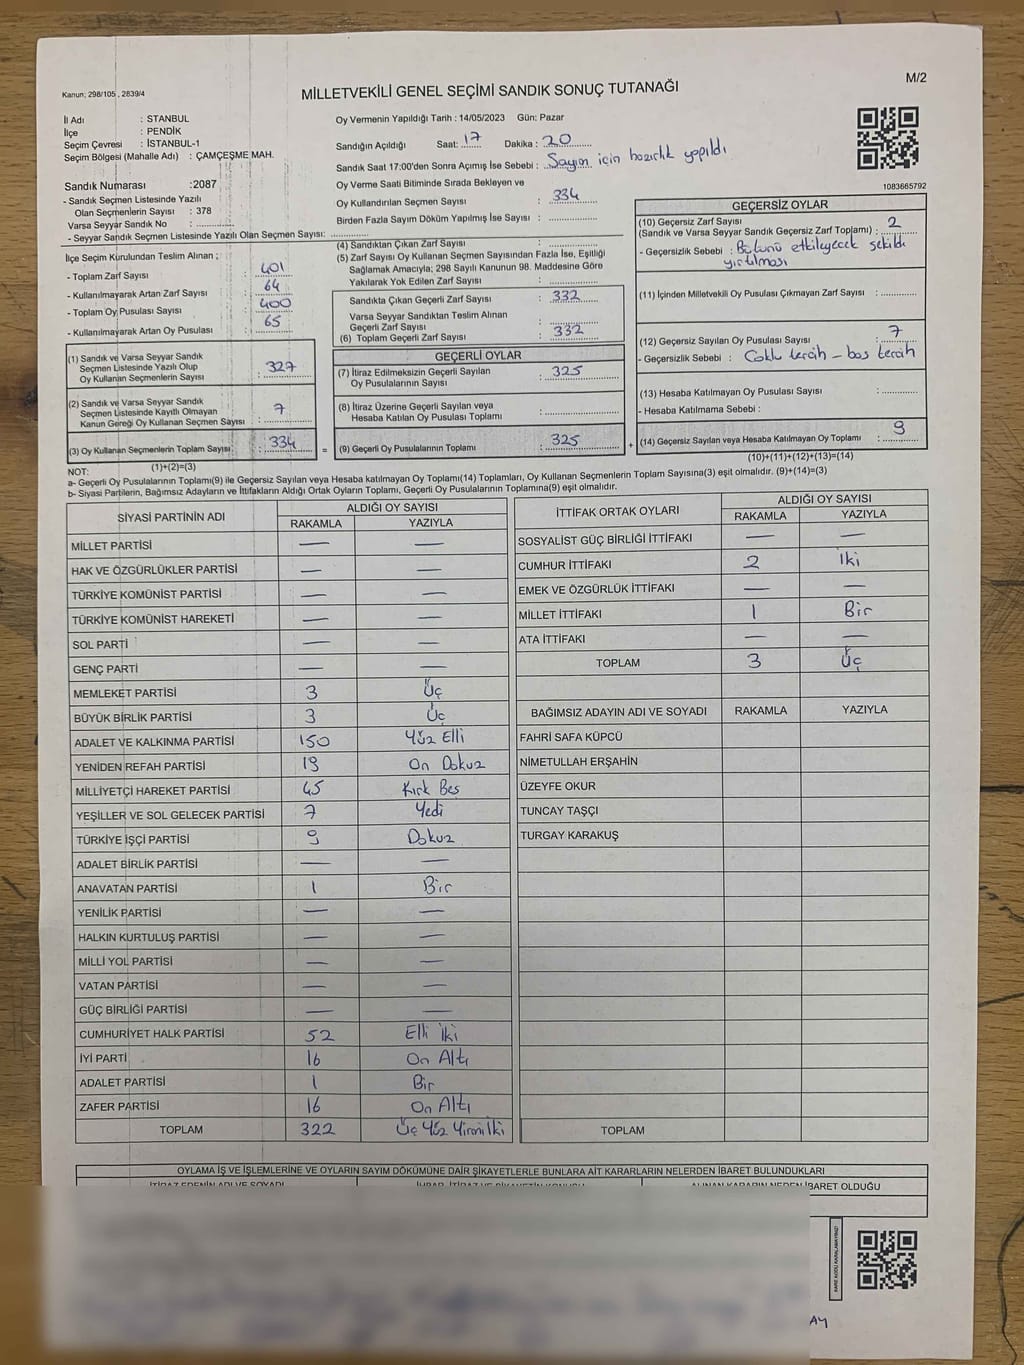 M/2
Kanun; 298/105 , 2839/4
MİLLETVEKİLİ GENEL SEÇİMİ SANDIK SONUÇ TUTANAĞI
İl Adı : STANBUL
İlçe : PENDİK
Seçim Çevresi : İSTANBUL-1
Seçim Bölgesi (Mahalle Adı) : ÇAMÇEŞME MAH.
Oy Vermenin Yapıldığı Tarih : 14/05/2023 Gün: Pazar
Sandığın Açıldığı Saat: 17 Dakika : 20
Sandık Saat 17:00'den Sonra Açımış İse Sebebi : Sayım için hazırlık yapıldı
1083665792
Sandık Numarası :2087
- Sandık Seçmen Listesinde Yazılı
Olan Seçmenlerin Sayısı : 378
Varsa Seyyar Sandık No :
- Seyyar Sandık Seçmen Listesinde Yazılı Olan Seçmen Sayısı:
Oy Verme Saati Bitiminde Sırada Bekleyen ve
Oy Kullandırılan Seçmen Sayısı : 334
Birden Fazla Sayım Döküm Yapılmış İse Sayısı :
İlçe Seçim Kurulundan Teslim Alınan ;
- Toplam Zarf Sayısı : 401
- Kullanılmayarak Artan Zarf Sayısı : 64
- Toplam Oy Pusulası Sayısı : 400
- Kullanılmayarak Artan Oy Pusulası : 65
(1) Sandık ve Varsa Seyyar Sandık
Seçmen Listesinde Yazılı Olup
Oy Kullanan Seçmenlerin Sayısı : 327
(2) Sandık ve Varsa Seyyar Sandık
Seçmen Listesinde Kayıtlı Olmayan
Kanun Gereği Oy Kullanan Seçmen Sayısı : 7
(3) Oy Kullanan Seçmenlerin Toplam Sayısı : 334
(1)+(2)=(3)
(4) Sandıktan Çıkan Zarf Sayısı :
(5) Zarf Sayısı Oy Kullanan Seçmen Sayısından Fazla İse, Eşitliği
Sağlamak Amacıyla; 298 Sayılı Kanunun 98. Maddesine Göre
Yakılarak Yok Edilen Zarf Sayısı :
Sandıkta Çıkan Geçerli Zarf Sayısı : 332
Varsa Seyyar Sandıktan Teslim Alınan
Geçerli Zarf Sayısı :
(6) Toplam Geçerli Zarf Sayısı : 332
GEÇERLİ OYLAR
(7) İtiraz Edilmeksizin Geçerli Sayılan
Oy Pusulalarının Sayısı : 325
(8) İtiraz Üzerine Geçerli Sayılan veya
Hesaba Katılan Oy Pusulası Toplamı :
= (9) Geçerli Oy Pusulalarının Toplamı : 325 +
GEÇERSİZ OYLAR
(10) Geçersiz Zarf Sayısı
(Sandık ve Varsa Seyyar Sandık Geçersiz Zarf Toplamı) : 2
- Geçersizlik Sebebi : Bütünü etkileyecek şekildi
yırtılması
(11) İçinden Milletvekili Oy Pusulası Çıkmayan Zarf Sayısı :
(12) Geçersiz Sayılan Oy Pusulası Sayısı : 7
- Geçersizlik Sebebi : Çoklu tercih - boş tercih
(13) Hesaba Katılmayan Oy Pusulası Sayısı :
- Hesaba Katılmama Sebebi :
(14) Geçersiz Sayılan veya Hesaba Katılmayan Oy Toplamı : 9
(10)+(11)+(12)+(13)=(14)
NOT:
a- Geçerli Oy Pusulalarının Toplamı(9) ile Geçersiz Sayılan veya Hesaba katılmayan Oy Toplamı(14) Toplamları, Oy Kullanan Seçmenlerin Toplam Sayısına(3) eşit olmalıdır. (9)+(14)=(3)
b- Siyasi Partilerin, Bağımsız Adayların ve İttifakların Aldığı Ortak Oyların Toplamı, Geçerli Oy Pusulalarının Toplamına(9) eşit olmalıdır.
SİYASİ PARTİNİN ADI ALDIĞI OY SAYISI
RAKAMLA YAZIYLA
MİLLET PARTİSİ — —
HAK VE ÖZGÜRLÜKLER PARTİSİ — —
TÜRKİYE KOMÜNİST PARTİSİ — —
TÜRKİYE KOMÜNİST HAREKETİ — —
SOL PARTİ — —
GENÇ PARTİ — —
MEMLEKET PARTİSİ 3 Üç
BÜYÜK BİRLİK PARTİSİ 3 Üç
ADALET VE KALKINMA PARTİSİ 150 Yüz Elli
YENİDEN REFAH PARTİSİ 19 On Dokuz
MİLLİYETÇİ HAREKET PARTİSİ 45 Kırk Beş
YEŞİLLER VE SOL GELECEK PARTİSİ 7 Yedi
TÜRKİYE İŞÇİ PARTİSİ 9 Dokuz
ADALET BİRLİK PARTİSİ — —
ANAVATAN PARTİSİ 1 Bir
YENİLİK PARTİSİ — —
HALKIN KURTULUŞ PARTİSİ — —
MİLLİ YOL PARTİSİ — —
VATAN PARTİSİ — —
GÜÇ BİRLİĞİ PARTİSİ — —
CUMHURİYET HALK PARTİSİ 52 Elli İki
İYİ PARTİ 16 On Altı
ADALET PARTİSİ 1 Bir
ZAFER PARTİSİ 16 On Altı
TOPLAM 322 Üç Yüz Yirmi İki
İTTİFAK ORTAK OYLARI ALDIĞI OY SAYISI
RAKAMLA YAZIYLA
SOSYALİST GÜÇ BİRLİĞİ İTTİFAKI — —
CUMHUR İTTİFAKI 2 İki
EMEK VE ÖZGÜRLÜK İTTİFAKI — —
MİLLET İTTİFAKI 1 Bir
ATA İTTİFAKI — —
TOPLAM 3 Üç
BAĞIMSIZ ADAYIN ADI VE SOYADI RAKAMLA YAZIYLA
FAHRİ SAFA KÜPCÜ
NİMETULLAH ERŞAHİN
ÜZEYFE OKUR
TUNCAY TAŞÇI
TURGAY KARAKUŞ
TOPLAM
OYLAMA İŞ VE İŞLEMLERİNE VE OYLARIN SAYIM DÖKÜMÜNE DAİR ŞİKAYETLERLE BUNLARA AİT KARARLARIN NELERDEN İBARET BULUNDUKLARI
İTİRAZ EDENİN ADI VE SOYADI İHBAR, İTİRAZ VE ŞİKAYETİN KONUSU ALINAN KARARIN NEDEN İBARET OLDUĞU
KARE KODU KARALAMAYINIZ!
AY